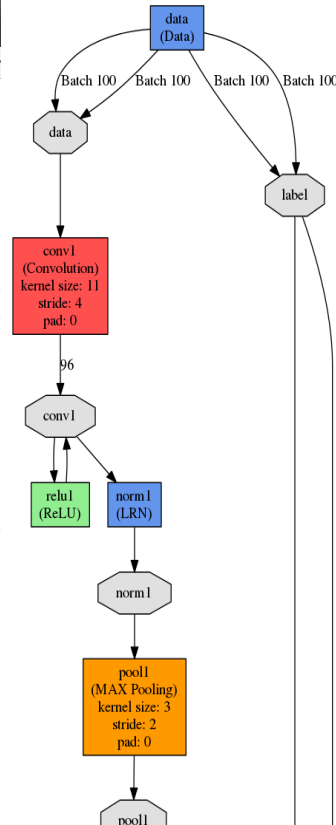 data
(Data)
Batch 100
Batch 100
Batch 100
Batch 100
data
label
conv1
(Convolution)
kernel size: 11
stride: 4
pad: 0
96
conv1
relu1
(ReLU)
norm1
(LRN)
norm1
pool1
(MAX Pooling)
kernel size: 3
stride: 2
pad: 0
pool1